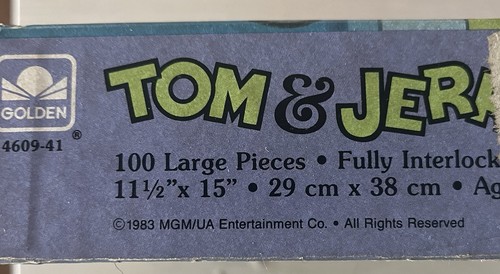 TOM & JER
GOLDEN
®
4609-41
100 Large Pieces • Fully Interlock
11½"x 15" • 29 cm x 38 cm • Ag
©1983 MGM/UA Entertainment Co. • All Rights Reserved